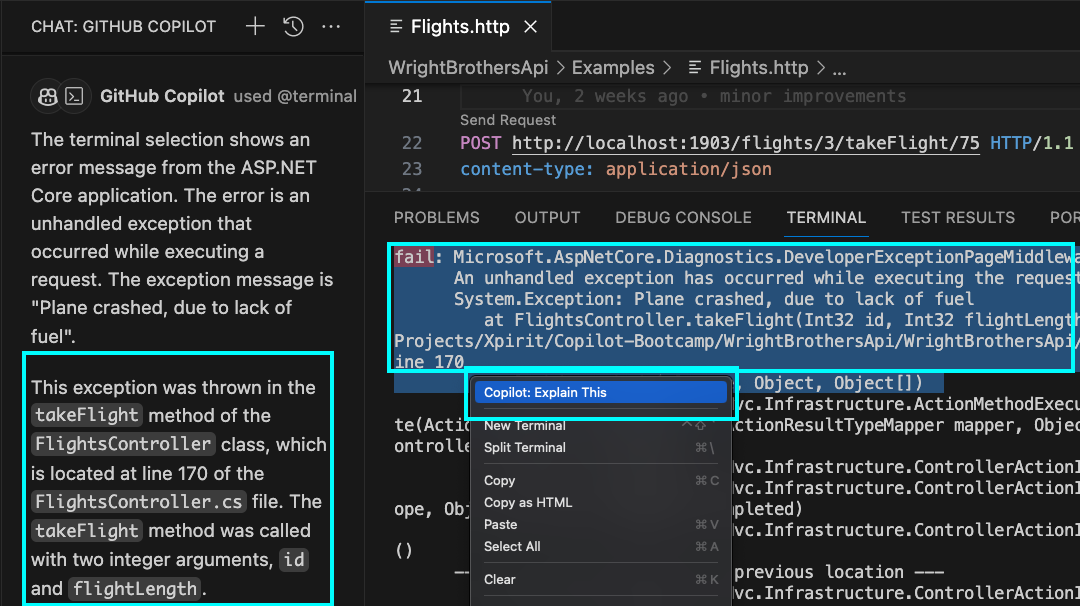 CHAT: GITHUB COPILOT
GitHub Copilot used @terminal
The terminal selection shows an
error message from the ASP.NET
Core application. The error is an
unhandled exception that
occurred while executing a
request. The exception message is
"Plane crashed, due to lack of
fuel".
This exception was thrown in the
takeFlight method of the
FlightsController class, which
is located at line 170 of the
FlightsController.cs file. The
takeFlight method was called
with two integer arguments, id
and flightLength.
Flights.http
WrightBrothersApi > Examples > Flights.http > ...
21 You, 2 weeks ago • minor improvements
Send Request
22 POST http://localhost:1903/flights/3/takeFlight/75 HTTP/1.1
23 content-type: application/json
PROBLEMS OUTPUT DEBUG CONSOLE TERMINAL TEST RESULTS POR
fail: Microsoft.AspNetCore.Diagnostics.DeveloperExceptionPageMiddlewa
An unhandled exception has occurred while executing the request
System.Exception: Plane crashed, due to lack of fuel
at FlightsController.takeFlight(Int32 id, Int32 flightLength
Projects/Xpirit/Copilot-Bootcamp/WrightBrothersApi/WrightBrothersApi/
ine 170
, Object, Object[])
vc.Infrastructure.ActionMethodExecu
te(Actio ctionResultTypeMapper mapper, Objec
ontrolle
vc.Infrastructure.ControllerActionI
vc.Infrastructure.ControllerActionI
ope, Obj pleted)
vc.Infrastructure.ControllerActionI
()
-- previous location ---
vc.Infrastructure.ControllerActionI
Copilot: Explain This
New Terminal ^⇧`
Split Terminal ⌘\
Copy ⌘C
Copy as HTML
Paste ⌘V
Select All ⌘A
Clear ⌘K